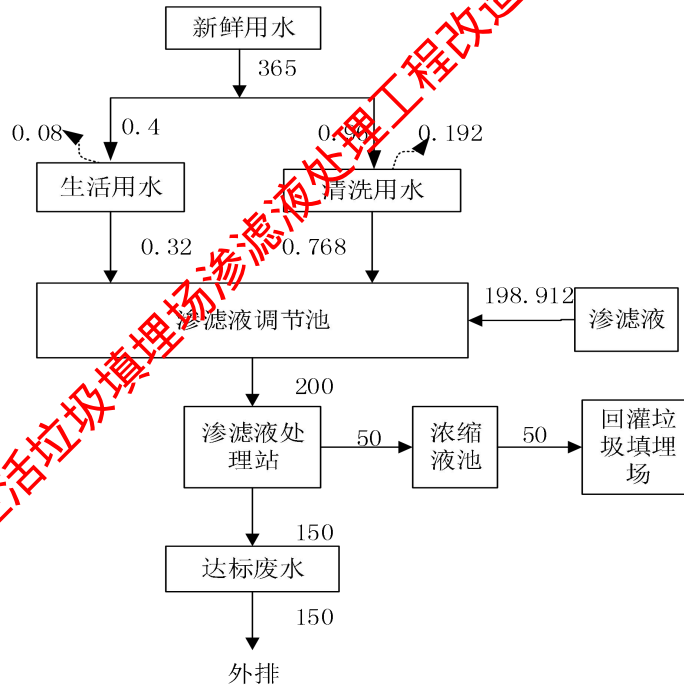 新鲜用水
365
0.08
0.4
0.96
0.192
生活用水
清洗用水
0.32
0.768
198.912
渗滤液调节池
渗滤液
200
渗滤液处
理站
50
浓缩
液池
50
回灌垃
圾填埋
场
150
达标废水
150
外排
生活垃圾填埋场渗滤液处理工程改造